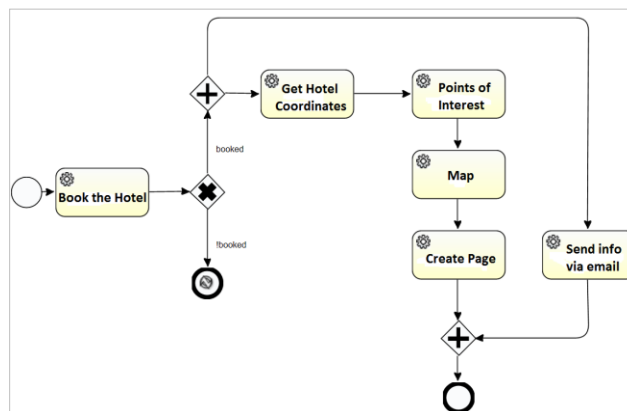 Get Hotel
Coordinates
Points of
Interest
booked
Book the Hotel
Map
!booked
Create Page
Send info
via email